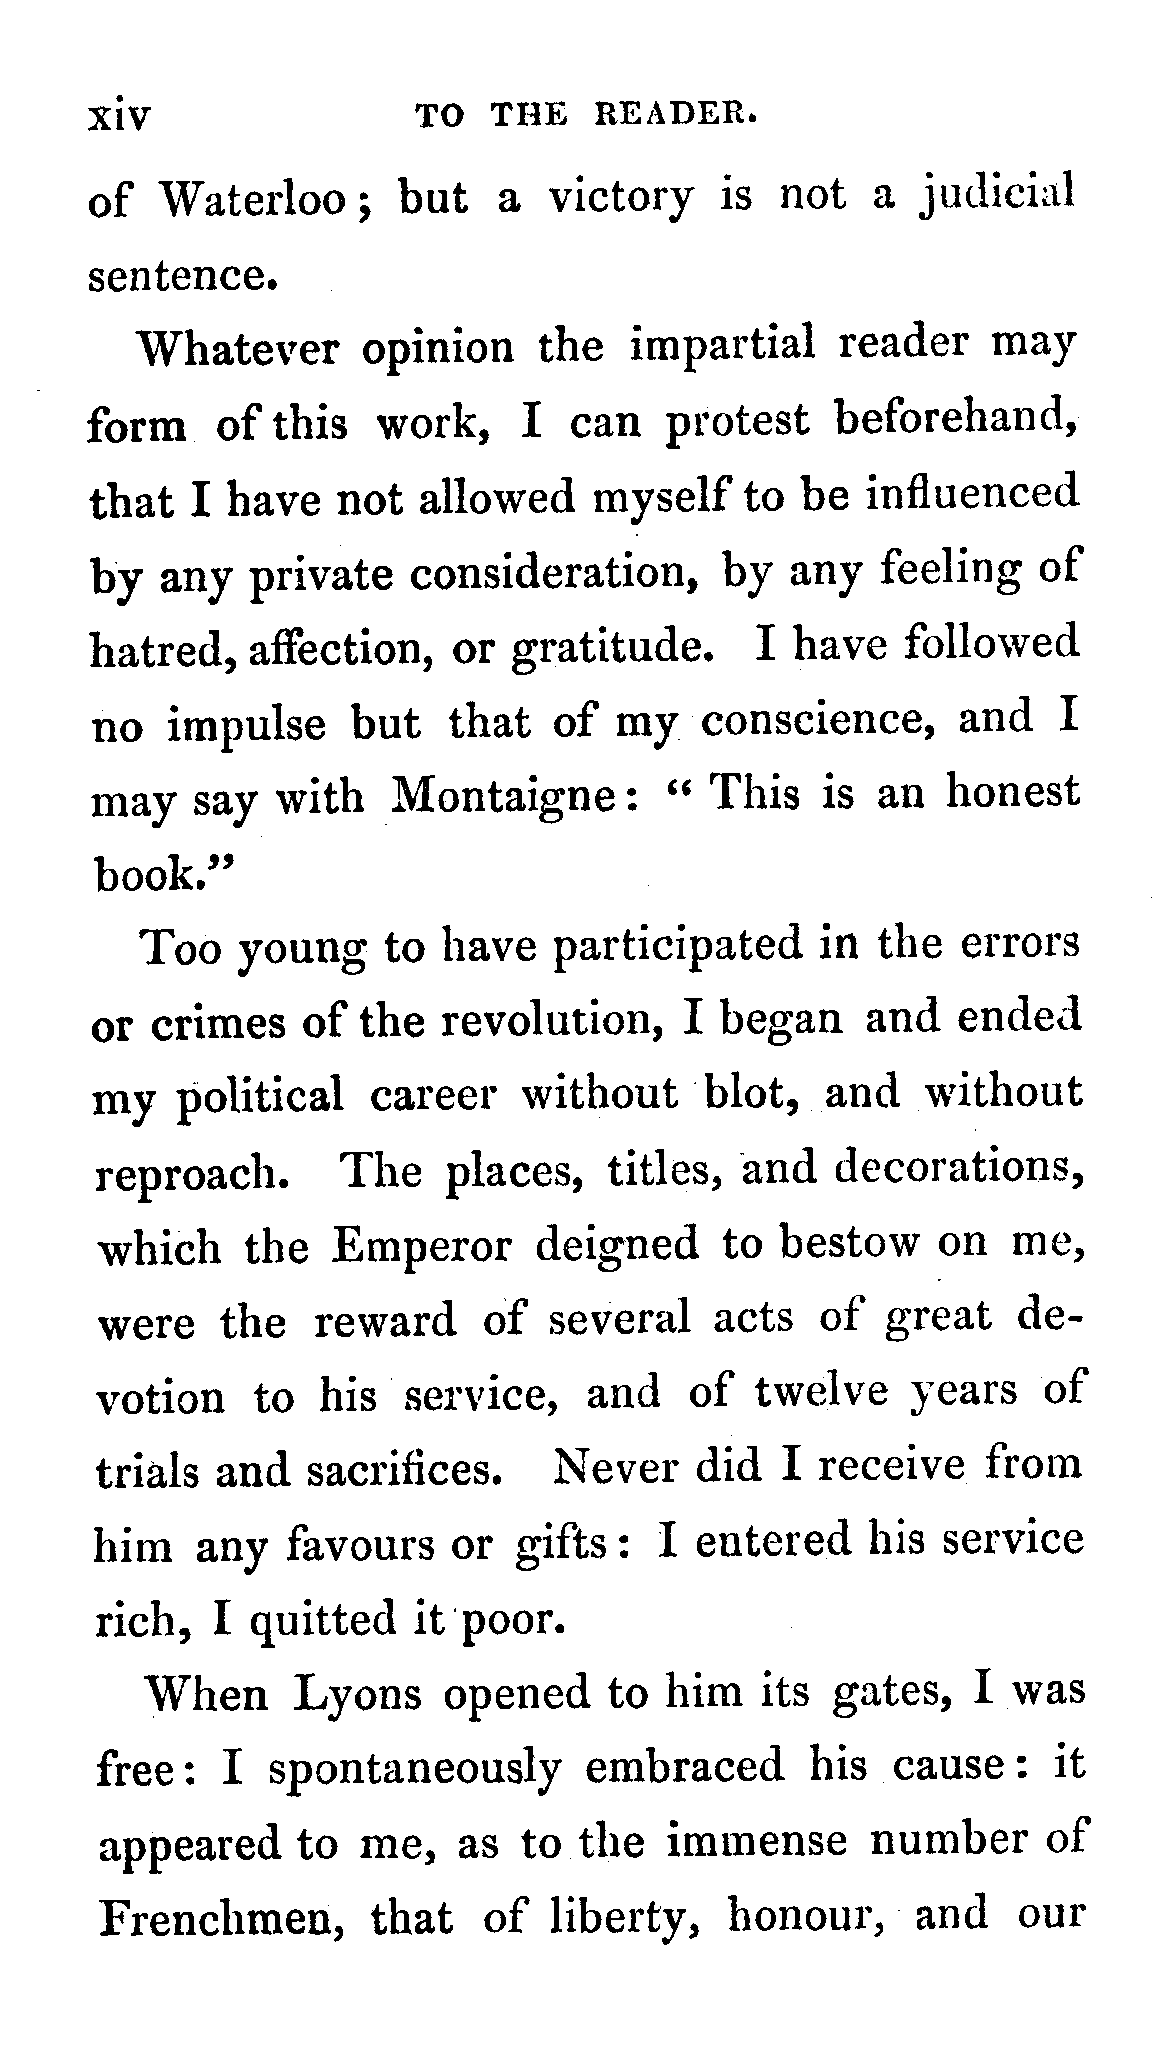 xiv TO THE READER.
of Waterloo; but a victory is not a judicial
sentence.
Whatever opinion the impartial reader may
form of this work, I can protest beforehand,
that I have not allowed myself to be influenced
by any private consideration, by any feeling of
hatred, affection, or gratitude. I have followed
no impulse but that of my conscience, and I
may say with Montaigne: “ This is an honest
book.”
Too young to have participated in the errors
or crimes of the revolution, I began and ended
my political career without blot, and without
reproach. The places, titles, and decorations,
which the Emperor deigned to bestow on me,
were the reward of several acts of great de-
votion to his service, and of twelve years of
trials and sacrifices. Never did I receive from
him any favours or gifts: I entered his service
rich, I quitted it poor.
When Lyons opened to him its gates, I was
free: I spontaneously embraced his cause: it
appeared to me, as to the immense number of
Frenchmen, that of liberty, honour, and our